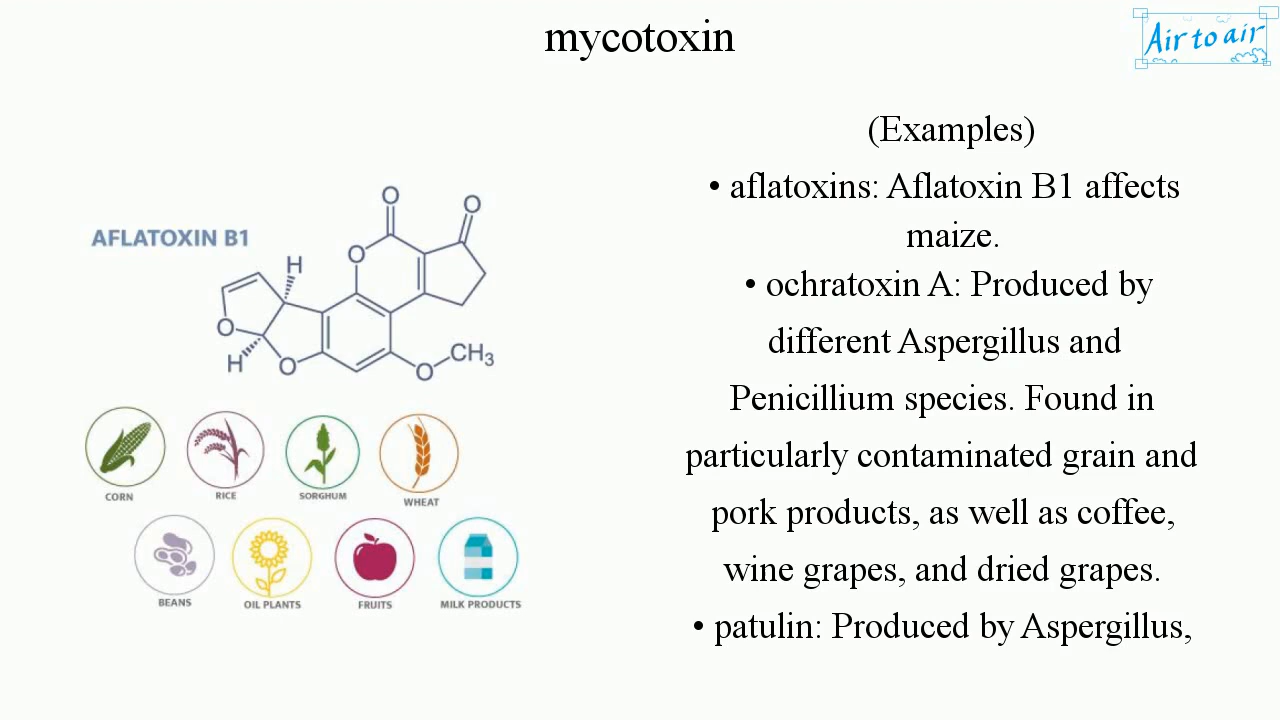 mycotoxin
Air to air
(Examples)
• aflatoxins: Aflatoxin B1 affects
maize.
• ochratoxin A: Produced by
different Aspergillus and
Penicillium species. Found in
particularly contaminated grain and
pork products, as well as coffee,
wine grapes, and dried grapes.
• patulin: Produced by Aspergillus,
AFLATOXIN B1
O
O
O
H
O
H
O
O
CH3
CORN
RICE
SORGHUM
WHEAT
BEANS
OIL PLANTS
FRUITS
MILK PRODUCTS